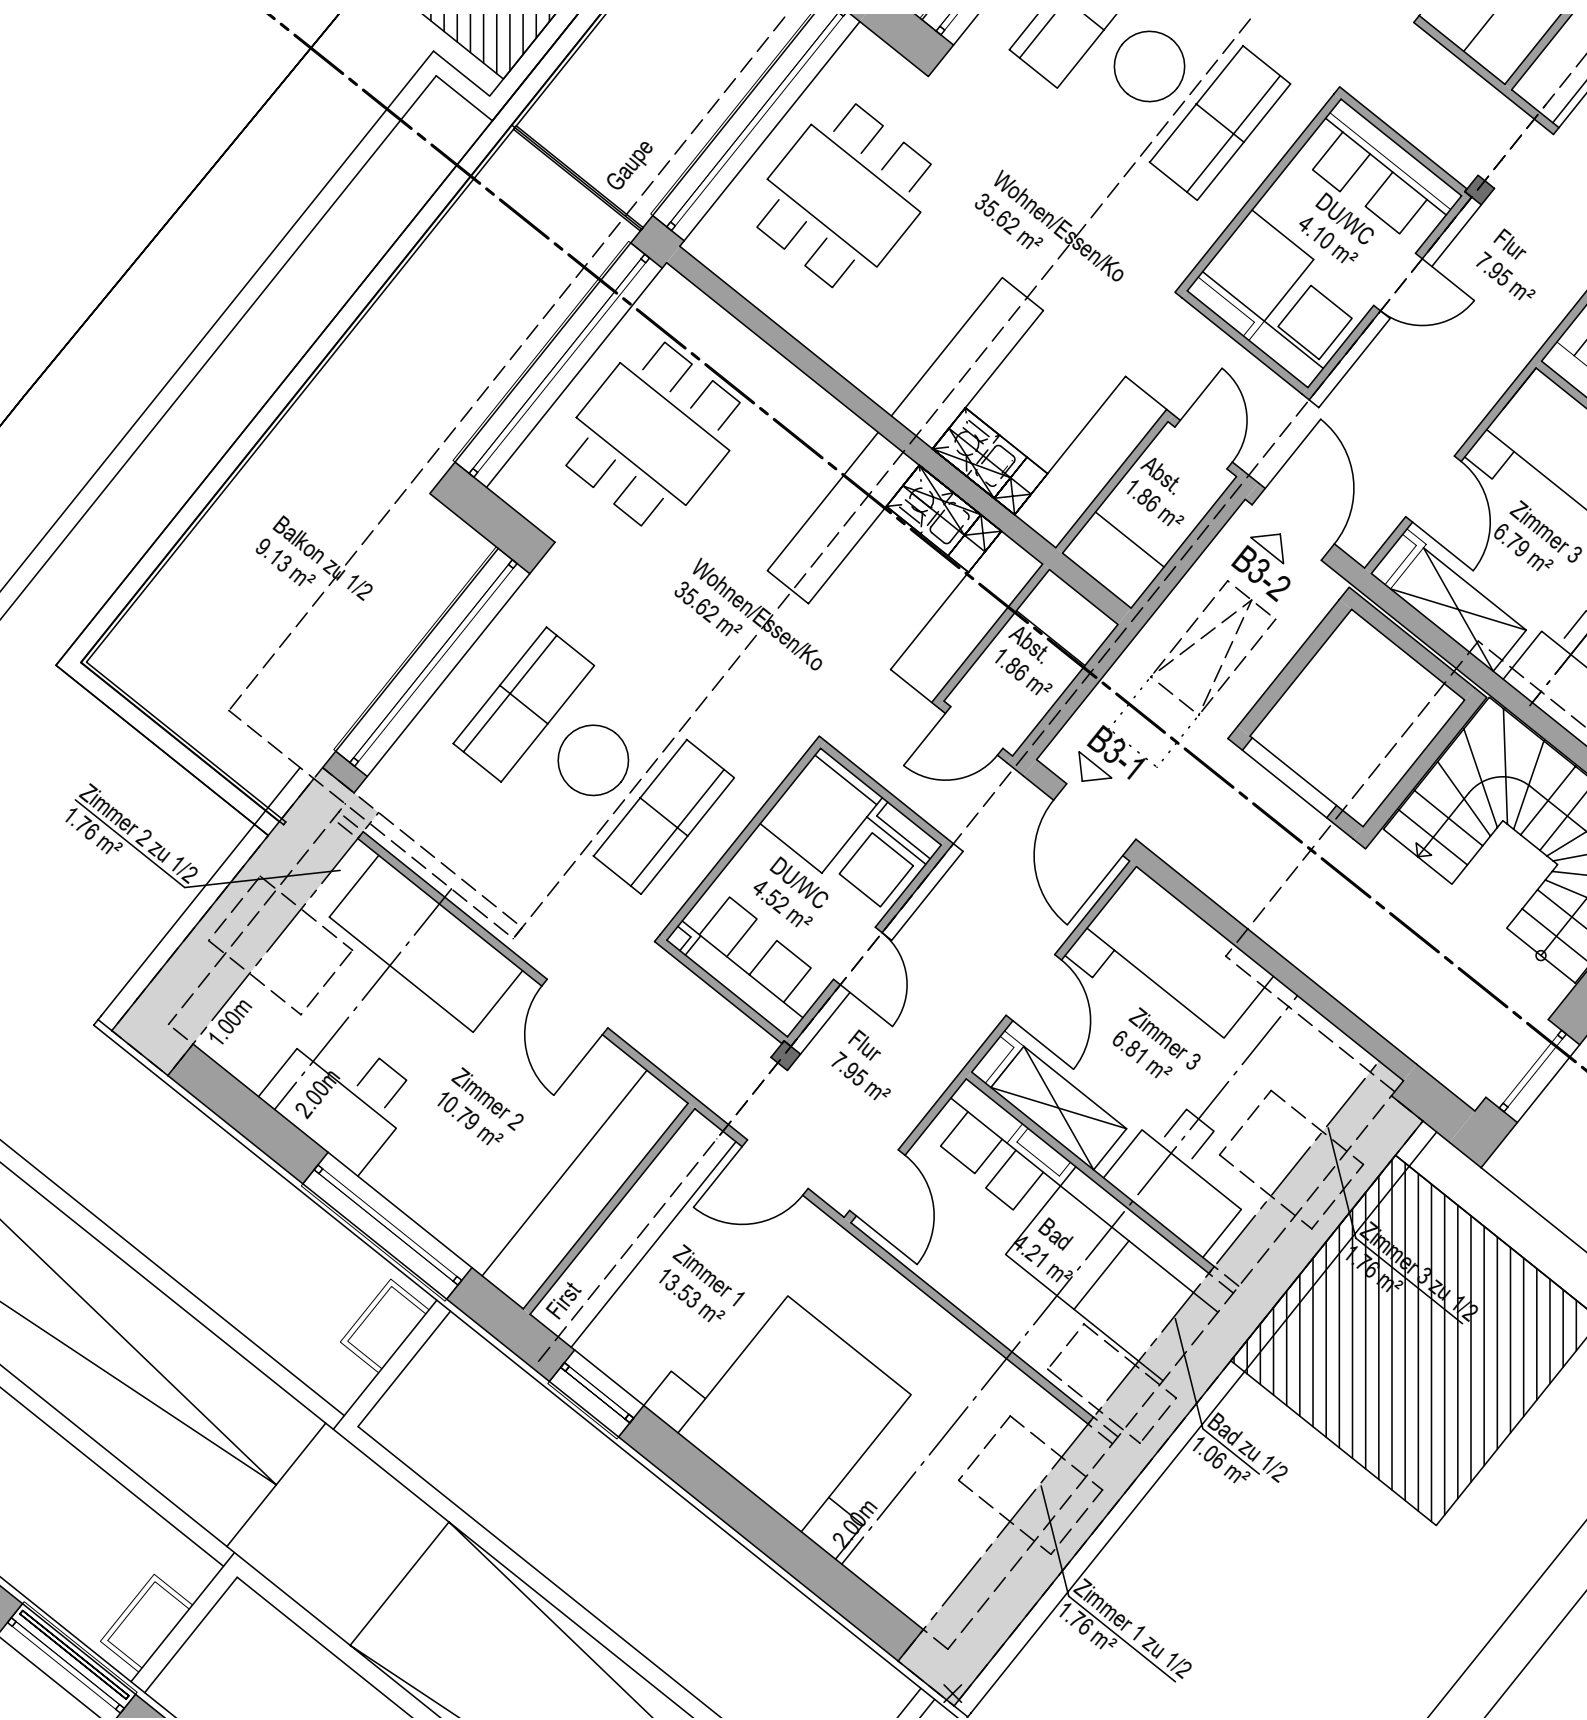 Gaupe
Wohnen/Essen/Ko
35.62 m²
DU/WC
4.10 m²
Flur
7.95 m²
Abst.
1.86 m²
Zimmer 3
6.79 m²
B3-2
Balkon zu 1/2
9.13 m²
Wohnen/Essen/Ko
35.62 m²
Abst.
1.86 m²
B3-1
Zimmer 2 zu 1/2
1.76 m²
DU/WC
4.52 m²
1.00m
2.00m
Zimmer 2
10.79 m²
Flur
7.95 m²
Zimmer 3
6.81 m²
First
Zimmer 1
13.53 m²
Bad
4.21 m²
Zimmer 3 zu 1/2
1.76 m²
Bad zu 1/2
1.06 m²
2.00m
Zimmer 1 zu 1/2
1.76 m²